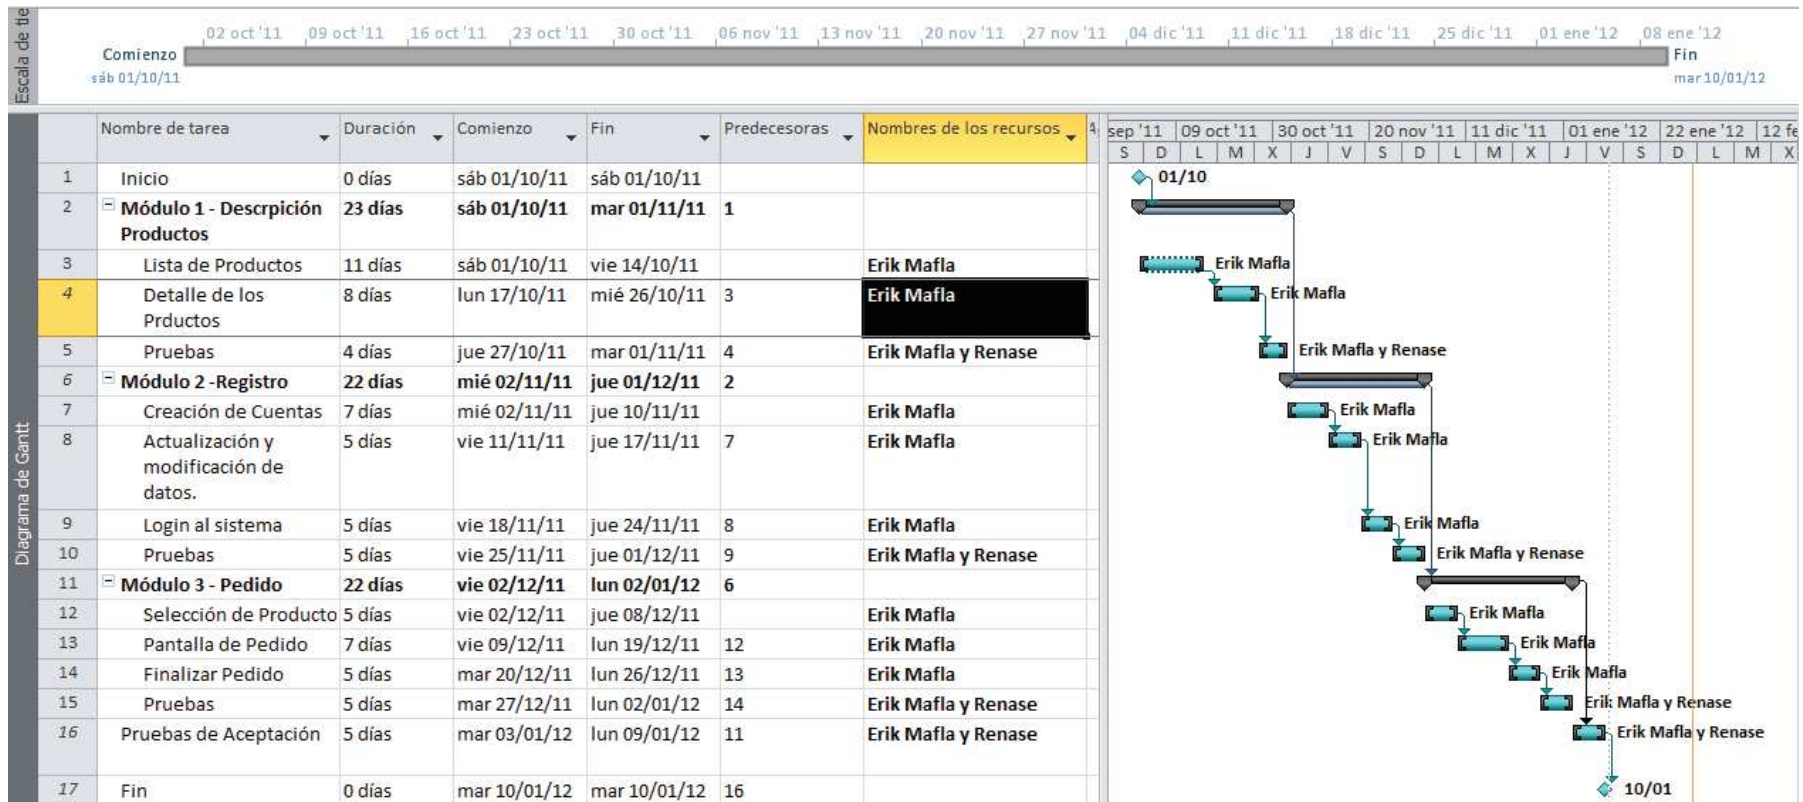 Escala de tie
02 oct '11 09 oct '11 16 oct '11 23 oct '11 30 oct '11 06 nov '11 13 nov '11 20 nov '11 27 nov '11 04 dic '11 11 dic '11 18 dic '11 25 dic '11 01 ene '12 08 ene '12
Comienzo Fin
sáb 01/10/11 mar 10/01/12
Diagrama de Gantt
Nombre de tarea Duración Comienzo Fin Predecesoras Nombres de los recursos
sep '11 09 oct '11 30 oct '11 20 nov '11 11 dic '11 01 ene '12 22 ene '12 12 fe
S D L M X J V S D L M X J V S D L M X
1 Inicio 0 días sáb 01/10/11 sáb 01/10/11 01/10
2 Módulo 1 - Descrpición 23 días sáb 01/10/11 mar 01/11/11 1
Productos
3 Lista de Productos 11 días sáb 01/10/11 vie 14/10/11 Erik Mafla Erik Mafla
4 Detalle de los 8 días lun 17/10/11 mié 26/10/11 3 Erik Mafla Erik Mafla
Prductos
5 Pruebas 4 días jue 27/10/11 mar 01/11/11 4 Erik Mafla y Renase Erik Mafla y Renase
6 Módulo 2 -Registro 22 días mié 02/11/11 jue 01/12/11 2
7 Creación de Cuentas 7 días mié 02/11/11 jue 10/11/11 Erik Mafla Erik Mafla
8 Actualización y 5 días vie 11/11/11 jue 17/11/11 7 Erik Mafla Erik Mafla
modificación de
datos.
9 Login al sistema 5 días vie 18/11/11 jue 24/11/11 8 Erik Mafla Erik Mafla
10 Pruebas 5 días vie 25/11/11 jue 01/12/11 9 Erik Mafla y Renase Erik Mafla y Renase
11 Módulo 3 - Pedido 22 días vie 02/12/11 lun 02/01/12 6
12 Selección de Producto 5 días vie 02/12/11 jue 08/12/11 Erik Mafla Erik Mafla
13 Pantalla de Pedido 7 días vie 09/12/11 lun 19/12/11 12 Erik Mafla Erik Mafla
14 Finalizar Pedido 5 días mar 20/12/11 lun 26/12/11 13 Erik Mafla Erik Mafla
15 Pruebas 5 días mar 27/12/11 lun 02/01/12 14 Erik Mafla y Renase Erik Mafla y Renase
16 Pruebas de Aceptación 5 días mar 03/01/12 lun 09/01/12 11 Erik Mafla y Renase Erik Mafla y Renase
17 Fin 0 días mar 10/01/12 mar 10/01/12 16 10/01